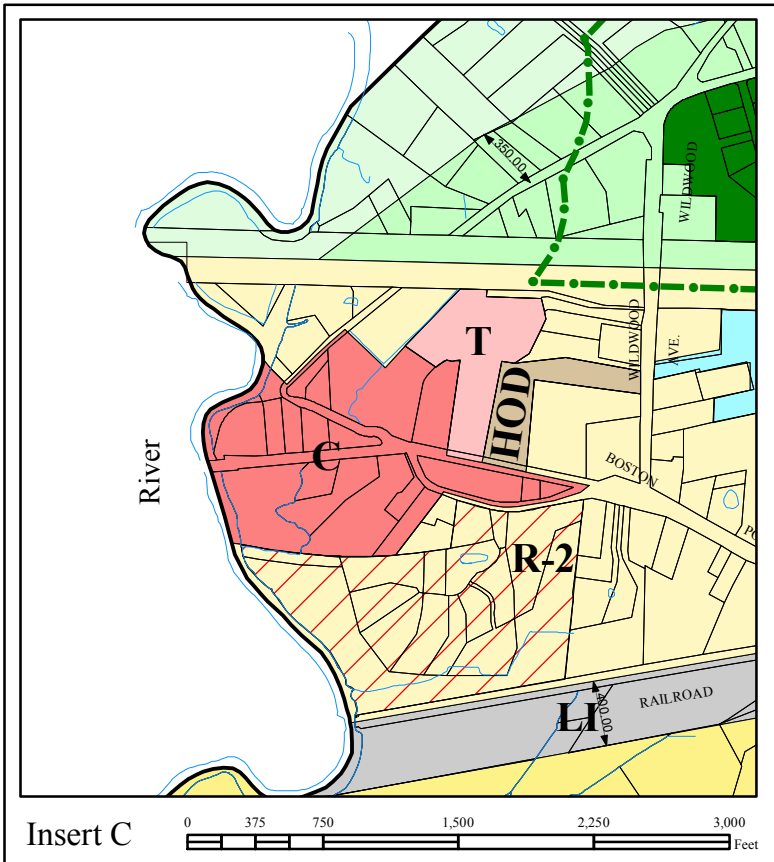 350.00
WILDWOOD
T
WILDWOOD
AVE.
HOD
River
C
BOSTON
PO
R-2
400.00
RAILROAD
LI
Insert C
0 375 750 1,500 2,250 3,000
Feet